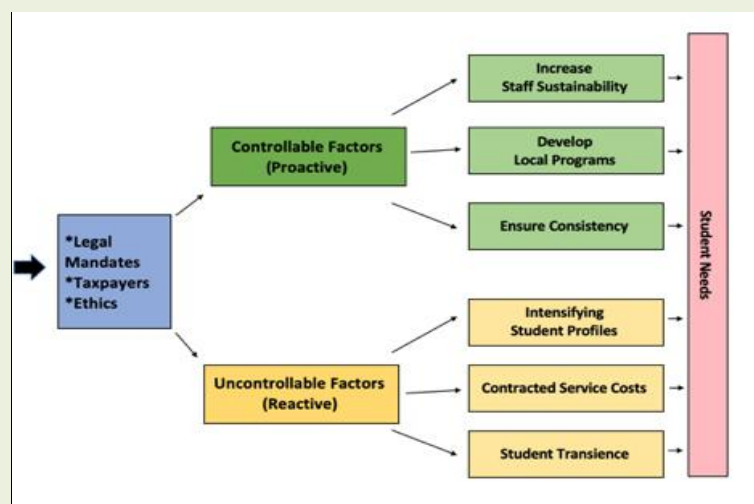 *Legal
Mandates
*Taxpayers
*Ethics
Controllable Factors
(Proactive)
Uncontrollable Factors
(Reactive)
Increase
Staff Sustainability
Develop
Local Programs
Ensure Consistency
Intensifying
Student Profiles
Contracted Service Costs
Student Transience
Student Needs